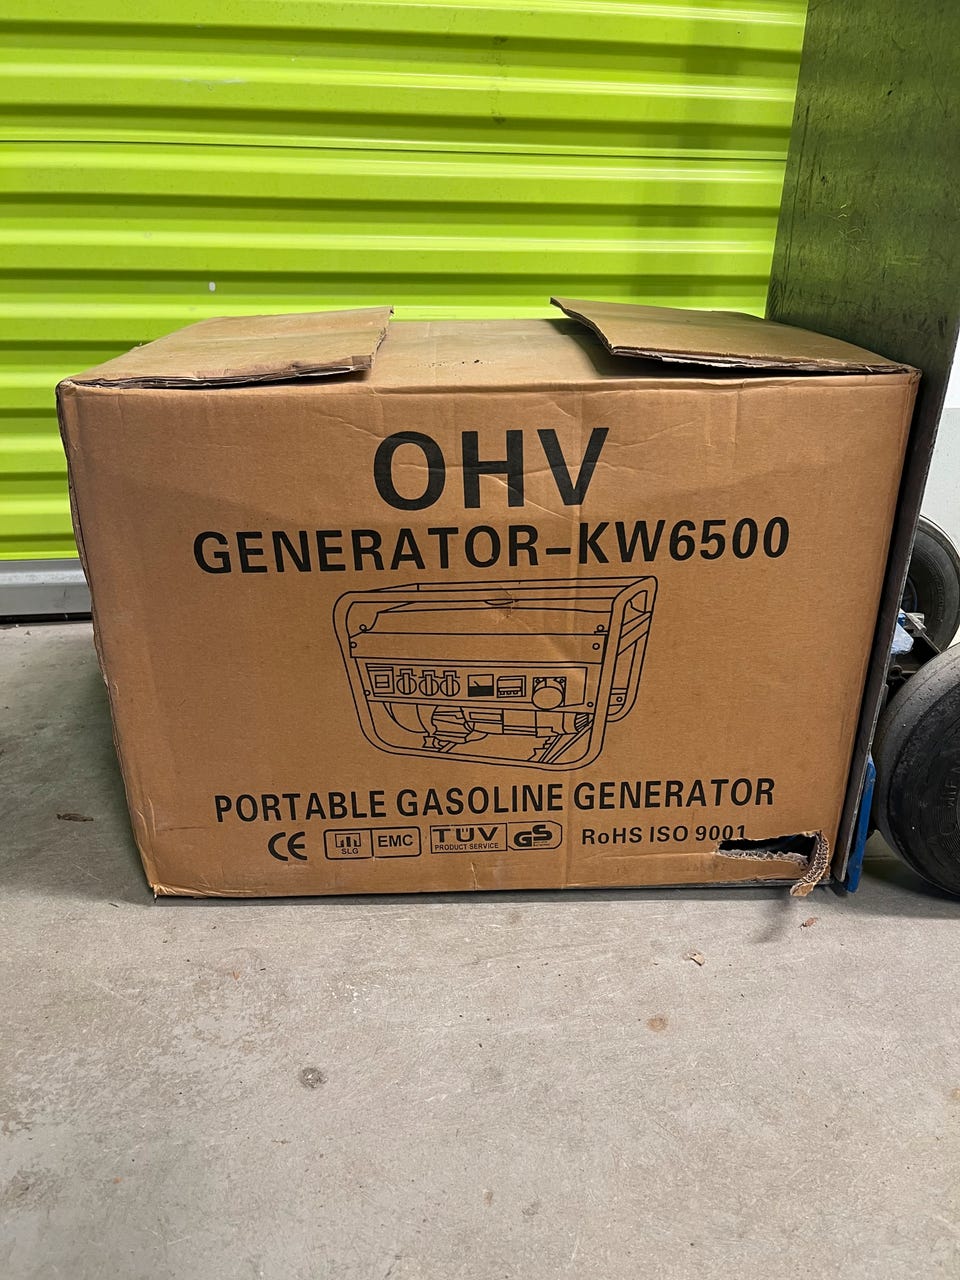 OHV
GENERATOR-KW6500
PORTABLE GASOLINE GENERATOR
CE SLG EMC TÜV PRODUCT SERVICE GS RoHS ISO 9001